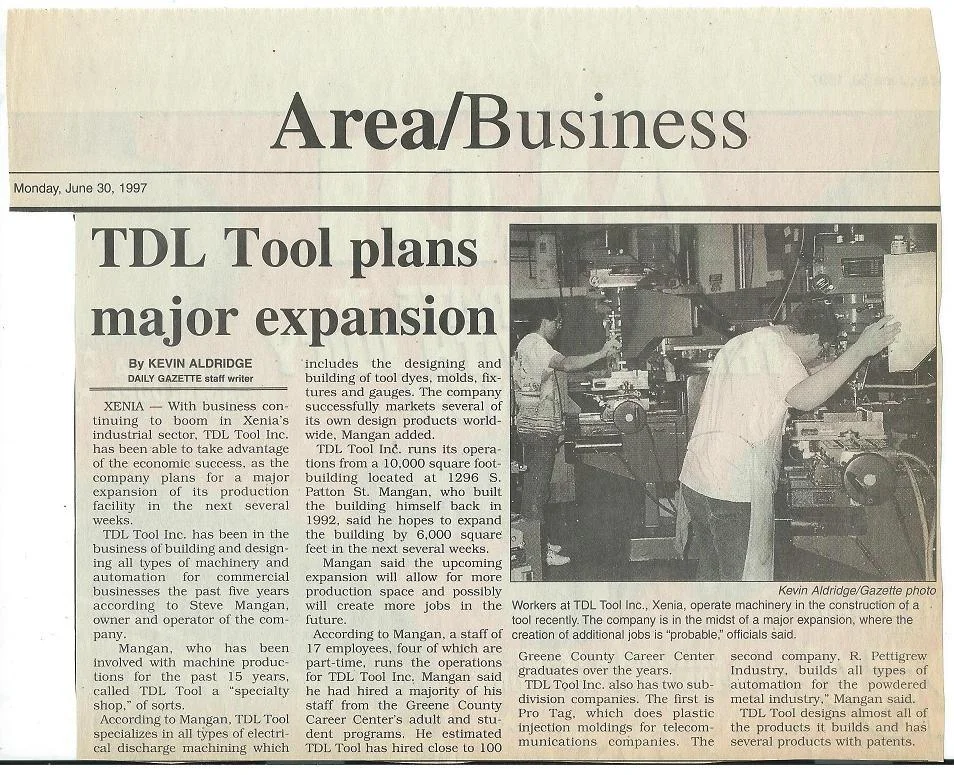 Area/Business
Monday, June 30, 1997
TDL Tool plans
major expansion
By KEVIN ALDRIDGE
DAILY GAZETTE staff writer
XENIA — With business con-
tinuing to boom in Xenia's
industrial sector, TDL Tool Inc.
has been able to take advantage
of the economic success, as the
company plans for a major
expansion of its production
facility in the next several
weeks.
TDL Tool Inc. has been in the
business of building and design-
ing all types of machinery and
automation for commercial
businesses the past five years
according to Steve Mangan,
owner and operator of the com-
pany.
Mangan, who has been
involved with machine produc-
tions for the past 15 years,
called TDL Tool a "specialty
shop," of sorts.
According to Mangan, TDL Tool
specializes in all types of electri-
cal discharge machining which
includes the designing and
building of tool dyes, molds, fix-
tures and gauges. The company
successfully markets several of
its own design products world-
wide, Mangan added.
TDL Tool Inc. runs its opera-
tions from a 10,000 square foot-
building located at 1296 S.
Patton St. Mangan, who built
the building himself back in
1992, said he hopes to expand
the building by 6,000 square
feet in the next several weeks.
Mangan said the upcoming
expansion will allow for more
production space and possibly
will create more jobs in the
future.
According to Mangan, a staff of
17 employees, four of which are
part-time, runs the operations
for TDL Tool Inc. Mangan said
he had hired a majority of his
staff from the Greene County
Career Center's adult and stu-
dent programs. He estimated
TDL Tool has hired close to 100
Kevin Aldridge/Gazette photo
Workers at TDL Tool Inc., Xenia, operate machinery in the construction of a
tool recently. The company is in the midst of a major expansion, where the
creation of additional jobs is "probable," officials said.
Greene County Career Center
graduates over the years.
TDL Tool Inc. also has two sub-
division companies. The first is
Pro Tag, which does plastic
injection moldings for telecom-
munications companies. The
second company, R. Pettigrew
Industry, builds all types of
automation for the powdered
metal industry," Mangan said.
TDL Tool designs almost all of
the products it builds and has
several products with patents.